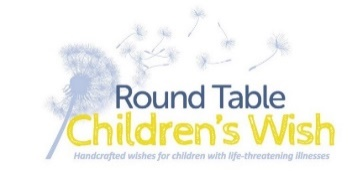 Round Table
Children's Wish
Handcrafted wishes for children with life-threatening illnesses